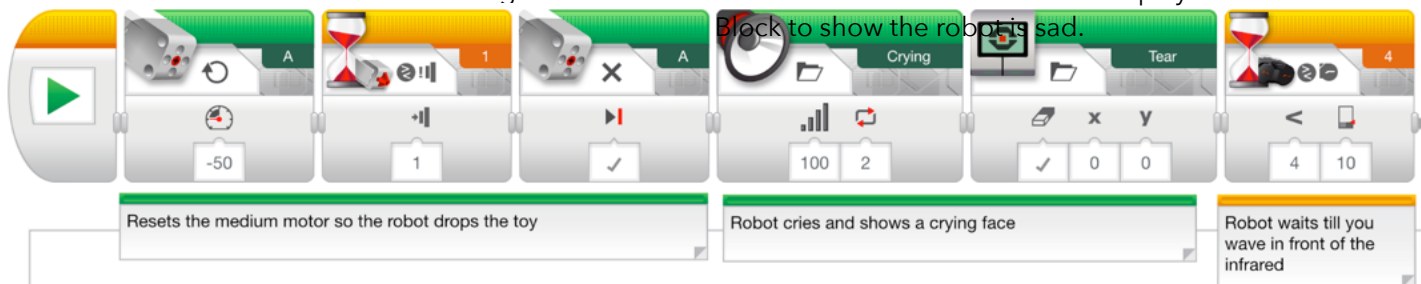 Block to show the robot is sad.
A
1
A
Crying
Tear
4
x
y
<
-50
1
100
2
0
0
4
10
Resets the medium motor so the robot drops the toy
Robot cries and shows a crying face
Robot waits till you
wave in front of the
infrared